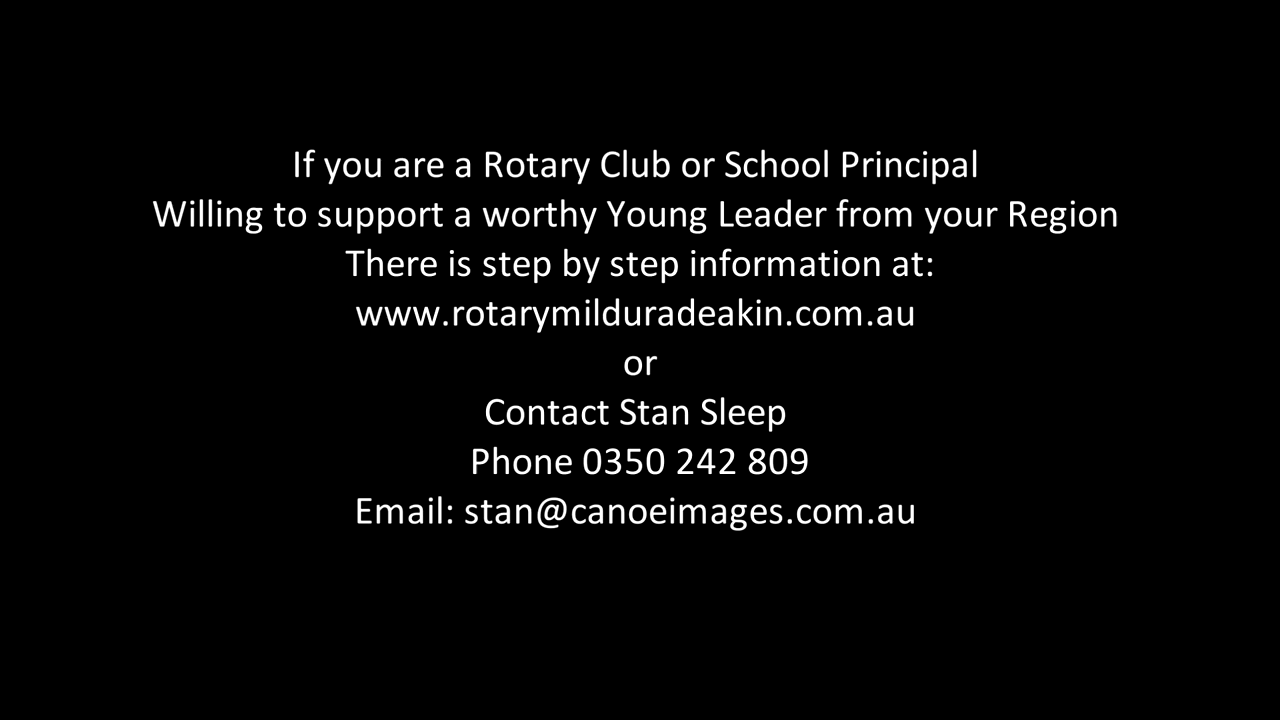 If you are a Rotary Club or School Principal
Willing to support a worthy Young Leader from your Region
There is step by step information at:
www.rotarymilduradeakin.com.au
or
Contact Stan Sleep
Phone 0350 242 809
Email: stan@canoeimages.com.au